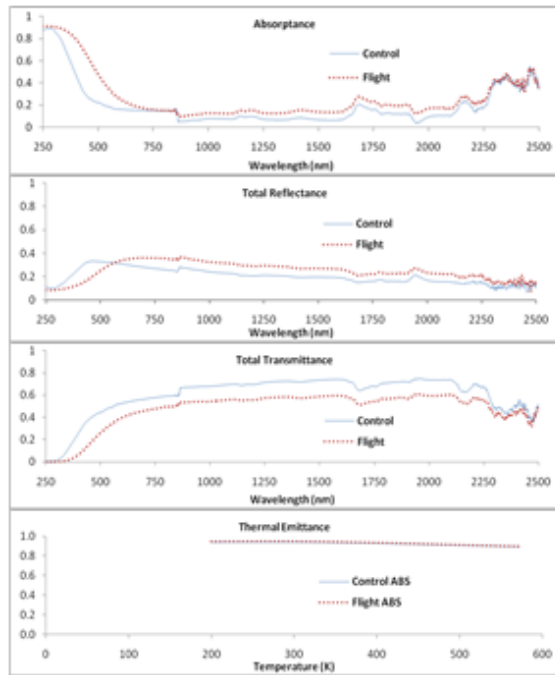 Absorptance
1
0.8
0.6
0.4
0.2
0
Control
Flight
250 500 750 1000 1250 1500 1750 2000 2250 2500
Wavelength (nm)
Total Reflectance
1
0.8
0.6
0.4
0.2
0
Control
Flight
250 500 750 1000 1250 1500 1750 2000 2250 2500
Wavelength (nm)
Total Transmittance
1
0.8
0.6
0.4
0.2
0
Control
Flight
250 500 750 1000 1250 1500 1750 2000 2250 2500
Wavelength (nm)
Thermal Emittance
1.0
0.8
0.6
0.4
0.2
0.0
Control ABS
Flight ABS
0 100 200 300 400 500 600
Temperature (K)